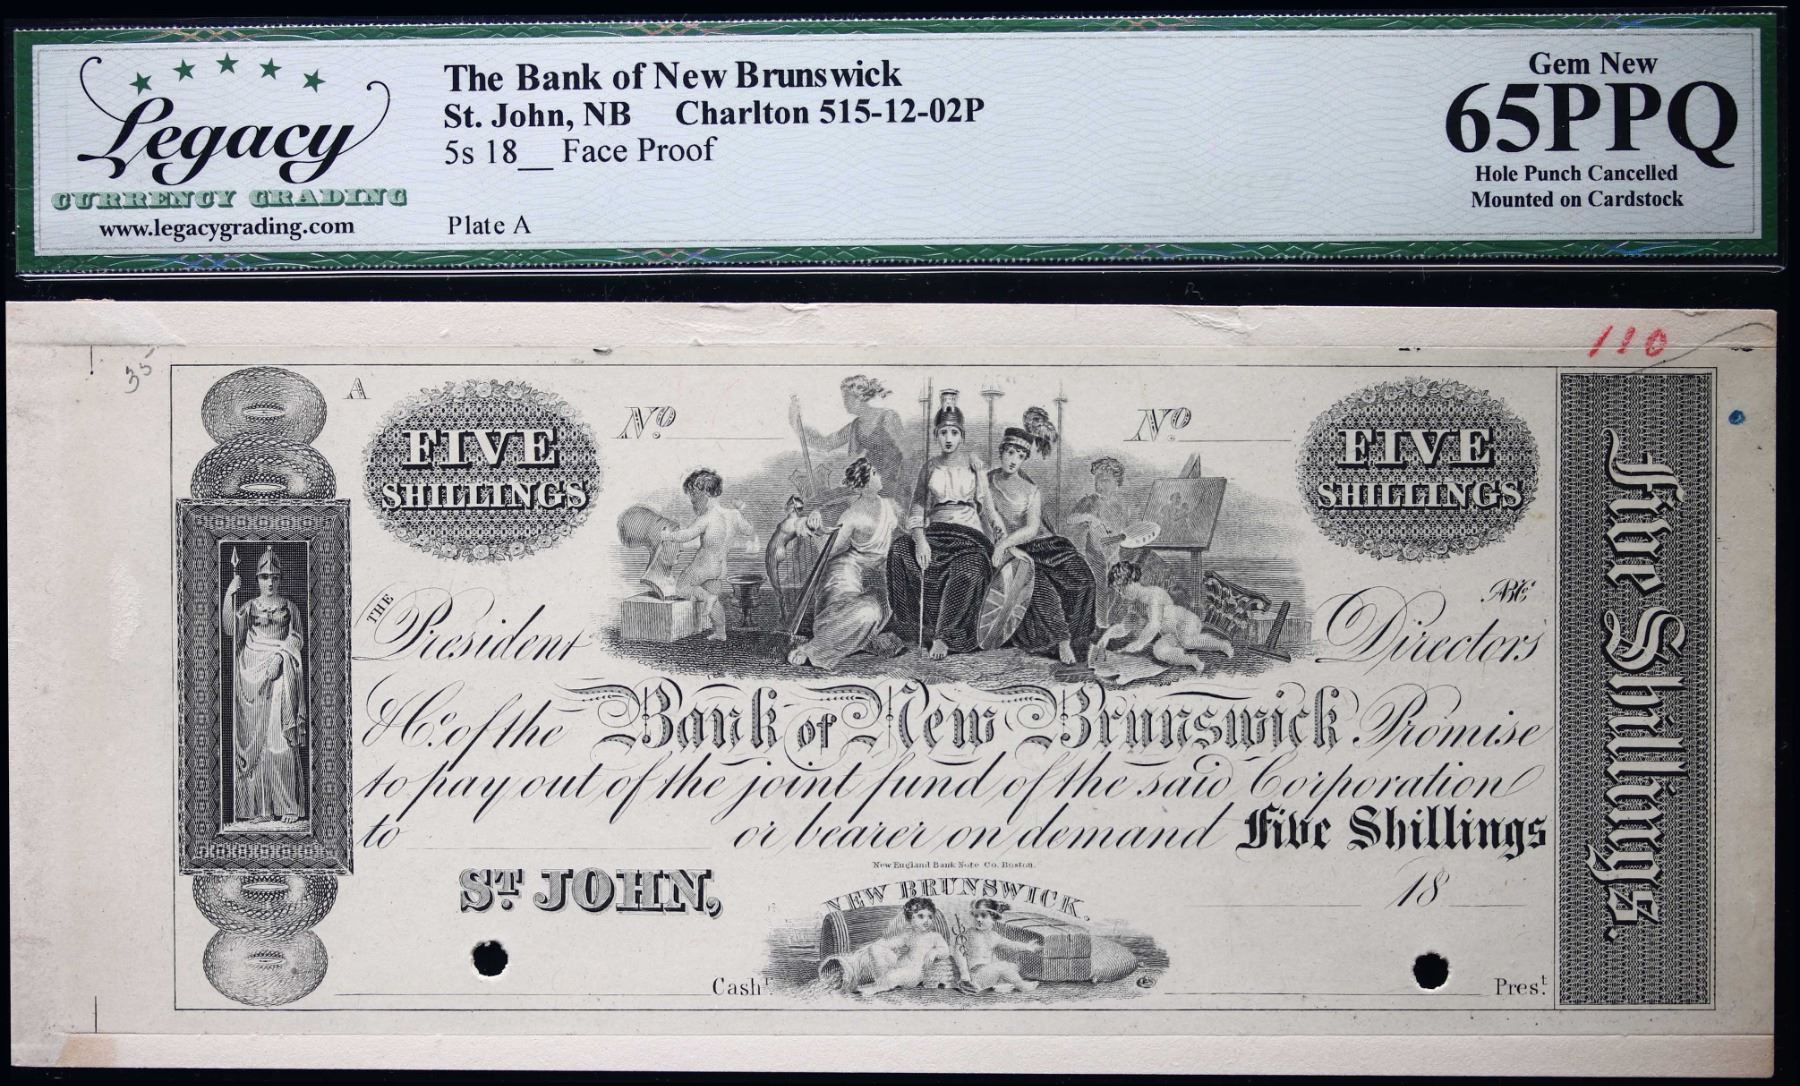 Legacy
CURRENCY GRADING
www.legacygrading.com
The Bank of New Brunswick
St. John, NB Charlton 515-12-02P
5s 18__ Face Proof
Plate A
Gem New
65PPQ
Hole Punch Cancelled
Mounted on Cardstock
110
35
A
FIVE
SHILLINGS
No
No
FIVE
SHILLINGS
THE
President
Directors
& Co. of the Bank of New Brunswick Promise
to pay out of the joint fund of the said Corporation
to or bearer on demand Five Shillings
New England Bank Note Co. Boston.
ST. JOHN,
NEW BRUNSWICK.
18
Casht.
Prest.
Five Shillings.